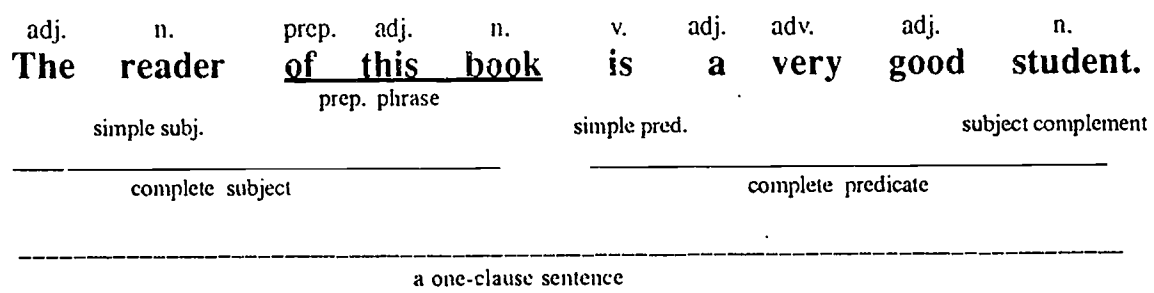 adj. n. prep. adj. n. v. adj. adv. adj. n.
The reader of this book is a very good student.
prep. phrase
simple subj. simple pred. subject complement
complete subject complete predicate
a one-clause sentence